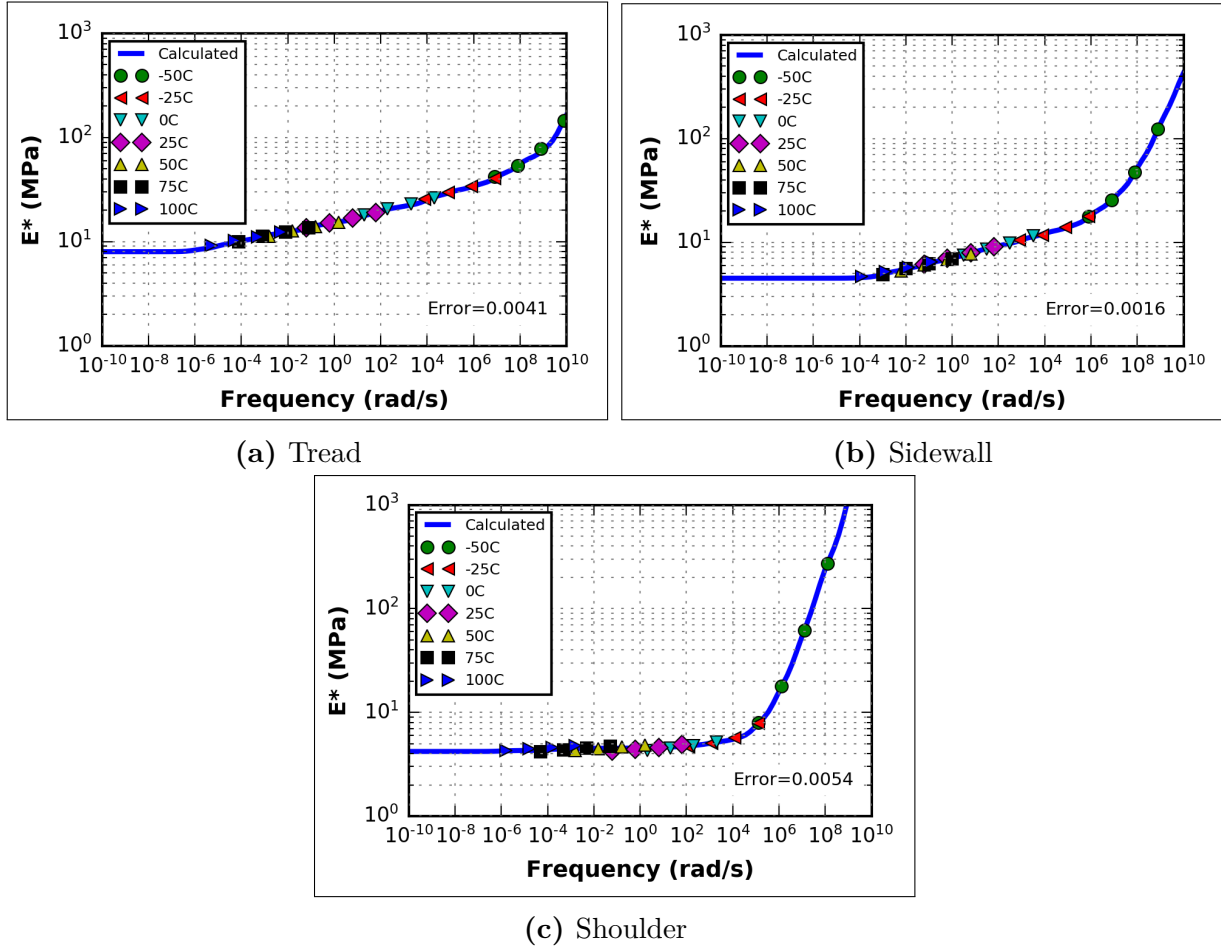 10³
10²
10¹
10⁰
E* (MPa)
Calculated
-50C
-25C
0C
25C
50C
75C
100C
Error=0.0041
10⁻¹⁰ 10⁻⁸ 10⁻⁶ 10⁻⁴ 10⁻² 10⁰ 10² 10⁴ 10⁶ 10⁸ 10¹⁰
Frequency (rad/s)
(a) Tread
10³
10²
10¹
10⁰
E* (MPa)
Calculated
-50C
-25C
0C
25C
50C
75C
100C
Error=0.0016
10⁻¹⁰ 10⁻⁸ 10⁻⁶ 10⁻⁴ 10⁻² 10⁰ 10² 10⁴ 10⁶ 10⁸ 10¹⁰
Frequency (rad/s)
(b) Sidewall
10³
10²
10¹
10⁰
E* (MPa)
Calculated
-50C
-25C
0C
25C
50C
75C
100C
Error=0.0054
10⁻¹⁰ 10⁻⁸ 10⁻⁶ 10⁻⁴ 10⁻² 10⁰ 10² 10⁴ 10⁶ 10⁸ 10¹⁰
Frequency (rad/s)
(c) Shoulder